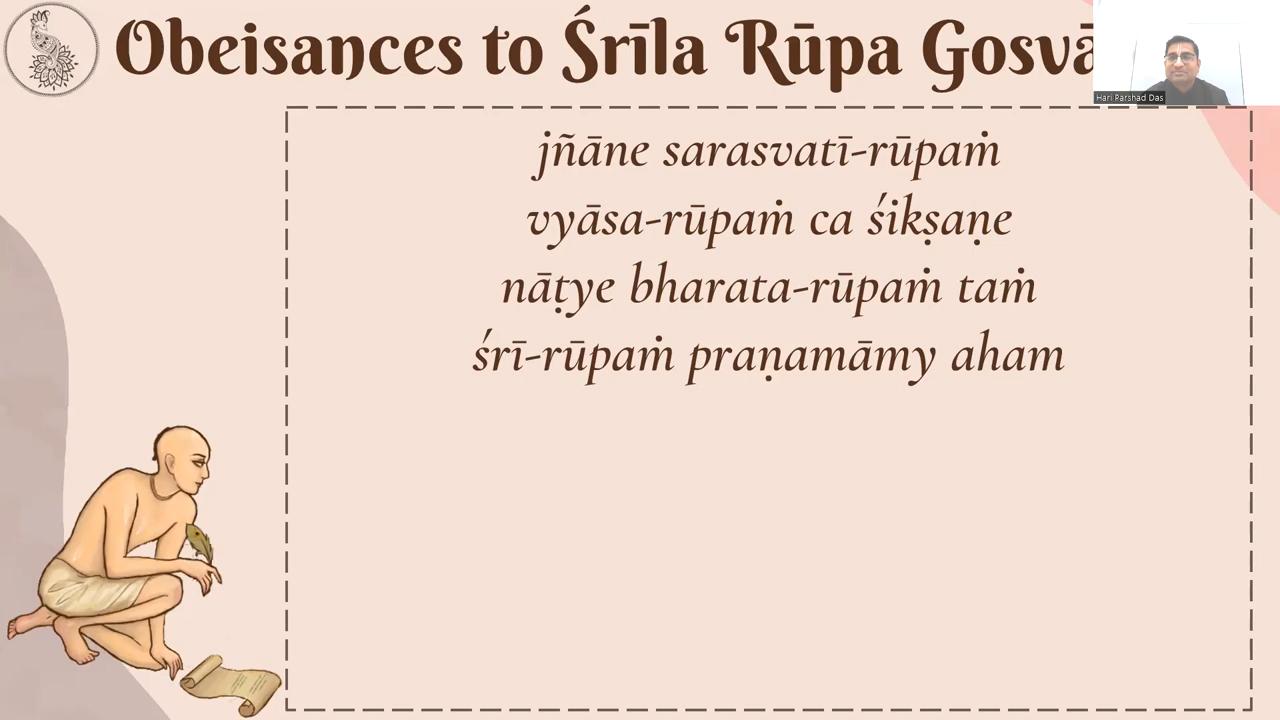 Obeisances to Śrīla Rūpa Gosvā
Hari Parshad Das
jñāne sarasvatī-rūpaṁ
vyāsa-rūpaṁ ca śikṣaṇe
nāṭye bharata-rūpaṁ taṁ
śrī-rūpaṁ praṇamāmy aham